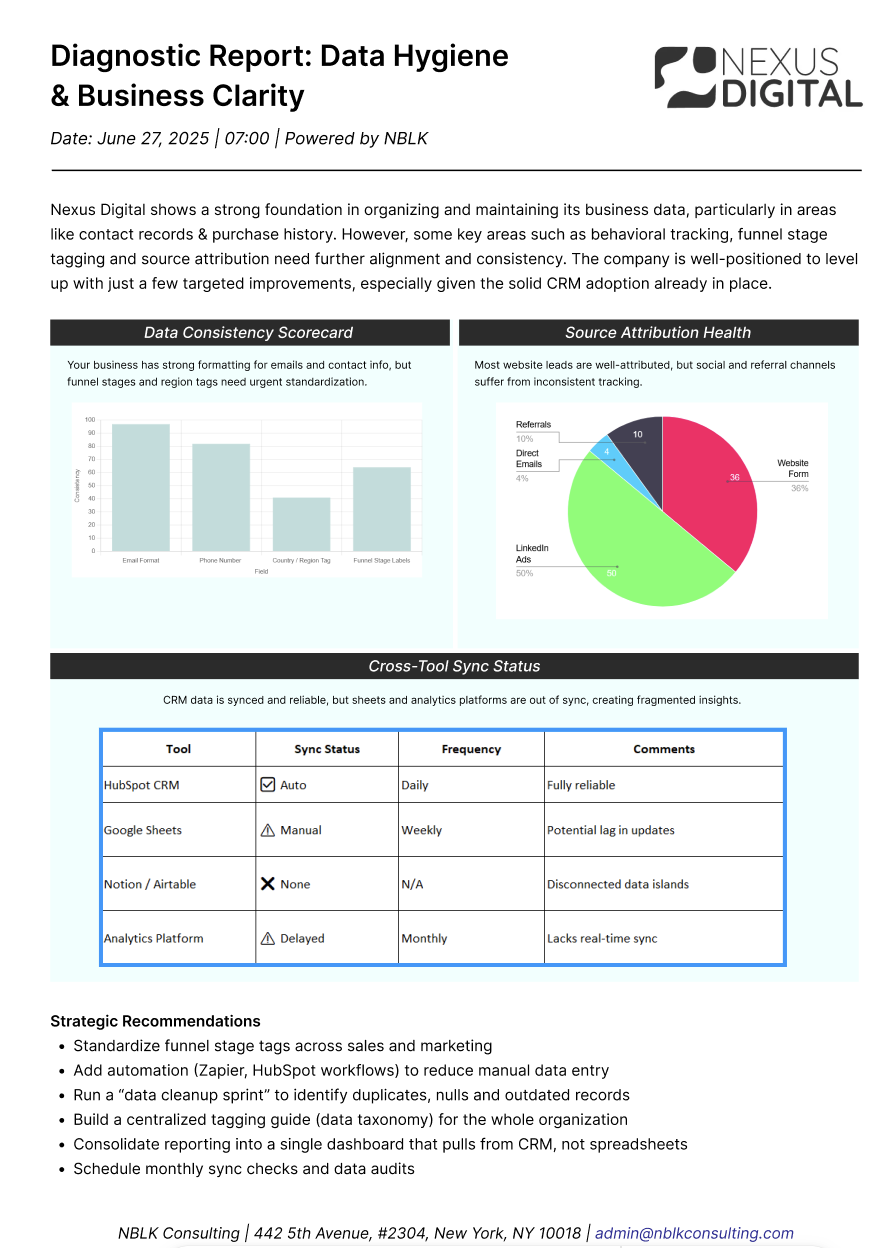 Diagnostic Report: Data Hygiene
& Business Clarity
NEXUS
DIGITAL
Date: June 27, 2025 | 07:00 | Powered by NBLK
Nexus Digital shows a strong foundation in organizing and maintaining its business data, particularly in areas
like contact records & purchase history. However, some key areas such as behavioral tracking, funnel stage
tagging and source attribution need further alignment and consistency. The company is well-positioned to level
up with just a few targeted improvements, especially given the solid CRM adoption already in place.
Data Consistency Scorecard
Your business has strong formatting for emails and contact info, but
funnel stages and region tags need urgent standardization.
100
90
80
70
60
50
40
30
20
10
0
Consistency
Email Format
Phone Number
Country / Region Tag
Funnel Stage Labels
Field
Source Attribution Health
Most website leads are well-attributed, but social and referral channels
suffer from inconsistent tracking.
Referrals
10%
10
Direct
Emails
4%
4
Website
Form
36%
36
LinkedIn
Ads
50%
50
Cross-Tool Sync Status
CRM data is synced and reliable, but sheets and analytics platforms are out of sync, creating fragmented insights.
Tool Sync Status Frequency Comments
HubSpot CRM Auto Daily Fully reliable
Google Sheets Manual Weekly Potential lag in updates
Notion / Airtable None N/A Disconnected data islands
Analytics Platform Delayed Monthly Lacks real-time sync
Strategic Recommendations
• Standardize funnel stage tags across sales and marketing
• Add automation (Zapier, HubSpot workflows) to reduce manual data entry
• Run a “data cleanup sprint” to identify duplicates, nulls and outdated records
• Build a centralized tagging guide (data taxonomy) for the whole organization
• Consolidate reporting into a single dashboard that pulls from CRM, not spreadsheets
• Schedule monthly sync checks and data audits
NBLK Consulting | 442 5th Avenue, #2304, New York, NY 10018 | admin@nblkconsulting.com